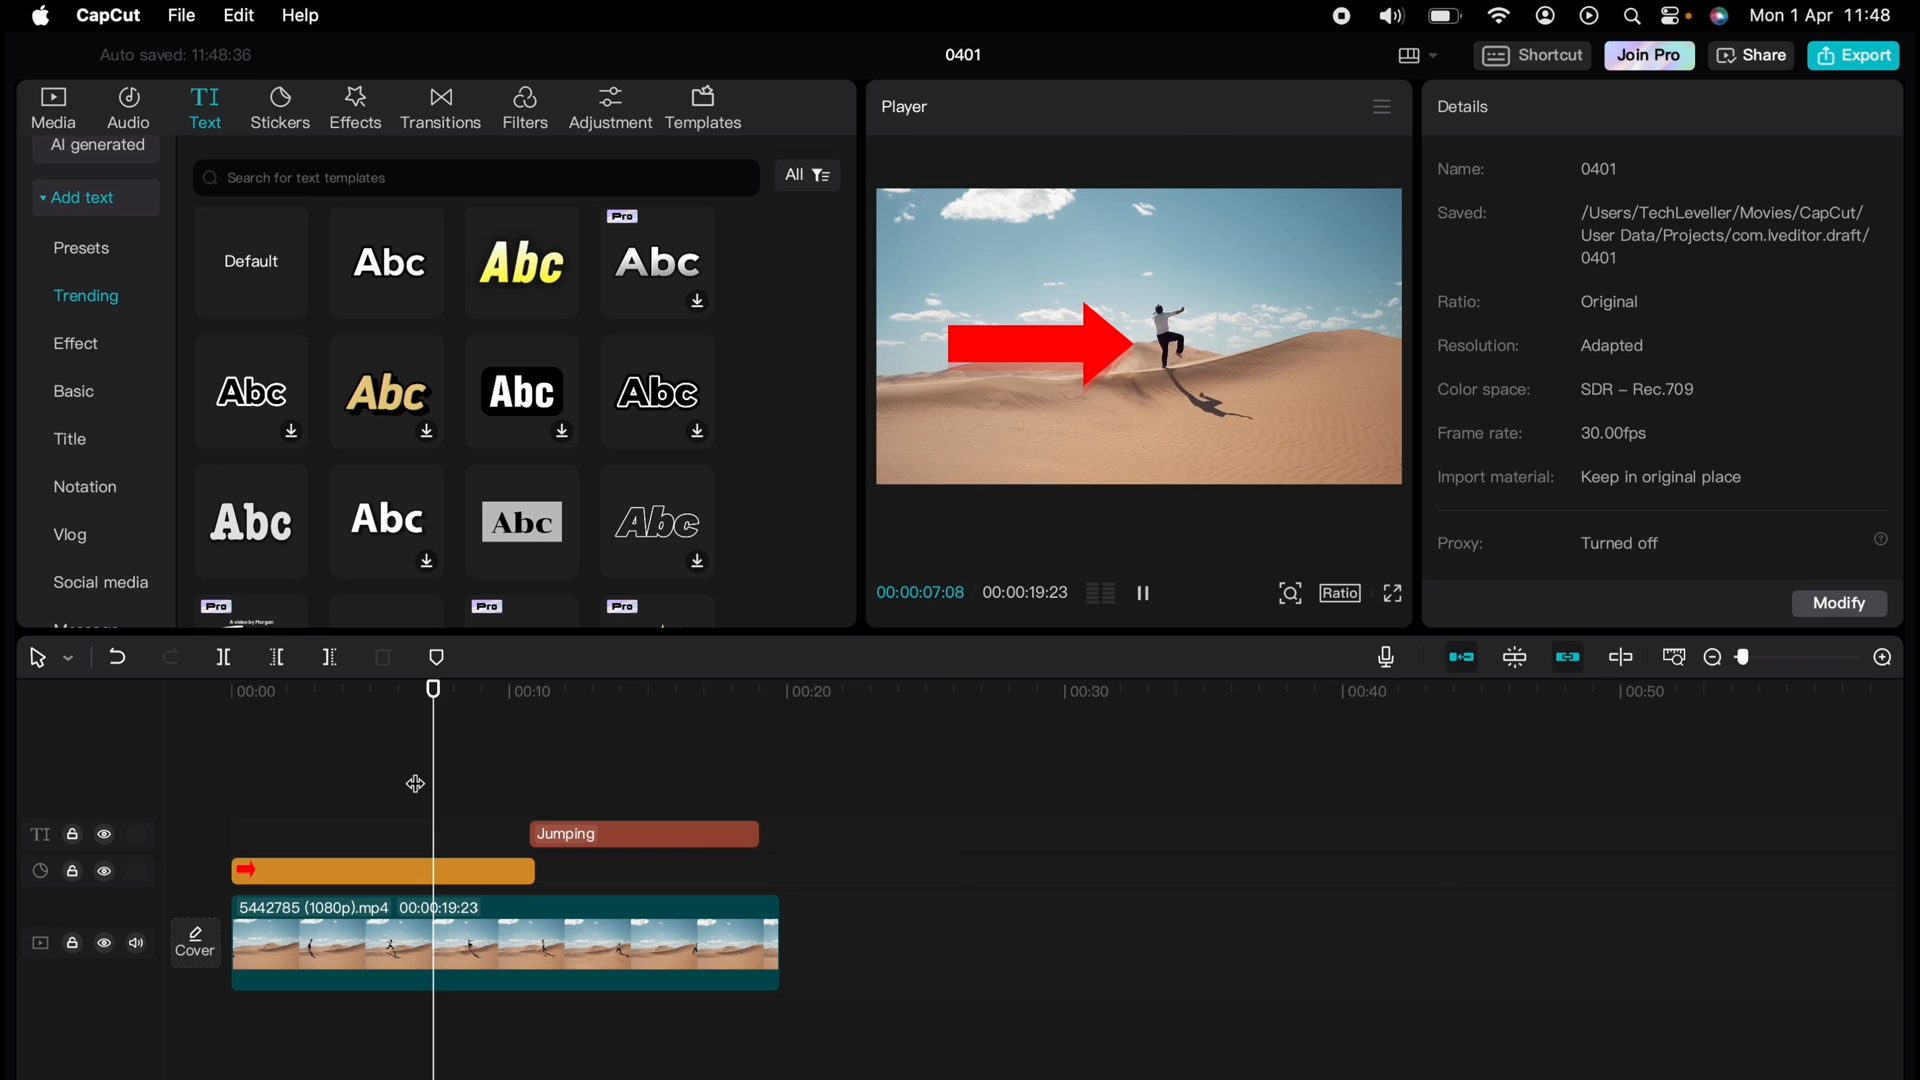 CapCut File Edit Help Mon 1 Apr 11:48
Auto saved: 11:48:36 0401 Shortcut Join Pro Share Export
Media Audio Text Stickers Effects Transitions Filters Adjustment Templates
AI generated
Add text
Presets
Trending
Effect
Basic
Title
Notation
Vlog
Social media
Search for text templates All
Default Abc Abc Pro Abc
Abc Abc Abc Abc
Abc Abc Abc Abc
Pro Pro Pro
A video by Morgan
Player
00:00:07:08 00:00:19:23 Ratio
Details
Name: 0401
Saved: /Users/TechLeveller/Movies/CapCut/
User Data/Projects/com.lveditor.draft/
0401
Ratio: Original
Resolution: Adapted
Color space: SDR – Rec.709
Frame rate: 30.00fps
Import material: Keep in original place
Proxy: Turned off
Modify
00:00 00:10 00:20 00:30 00:40 00:50
TI Jumping
5442785 (1080p).mp4 00:00:19:23
Cover